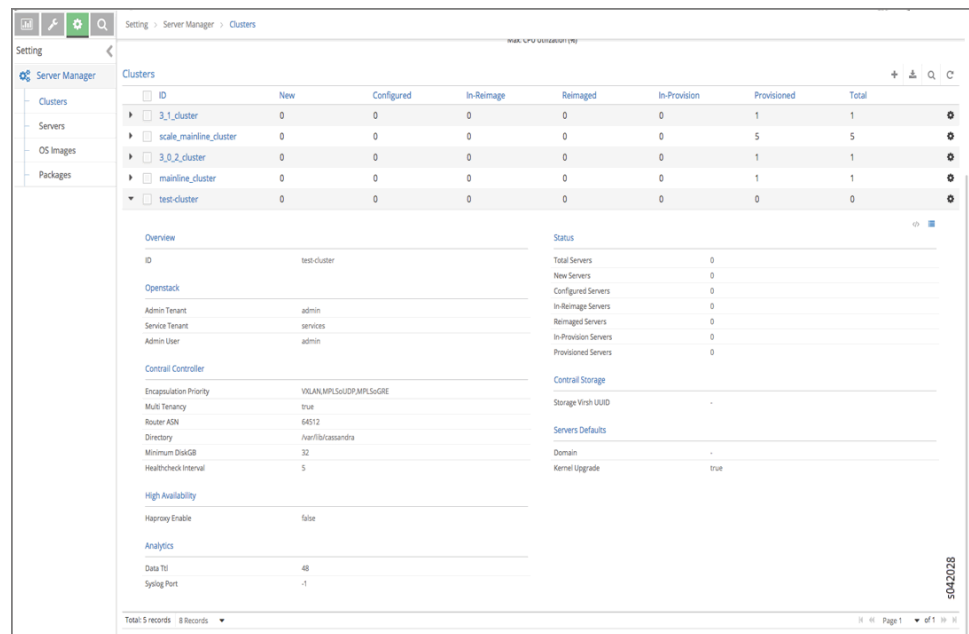 Setting > Server Manager > Clusters
Setting
Max. CPU Utilization (%)
Server Manager
Clusters
Servers
OS Images
Packages
Clusters
ID New Configured In-Reimage Reimaged In-Provision Provisioned Total
3_1_cluster 0 0 0 0 0 1 1
scale_mainline_cluster 0 0 0 0 0 5 5
3_0_2_cluster 0 0 0 0 0 1 1
mainline_cluster 0 0 0 0 0 1 1
test-cluster 0 0 0 0 0 0 0
Overview
ID test-cluster
Openstack
Admin Tenant admin
Service Tenant services
Admin User admin
Contrail Controller
Encapsulation Priority VXLAN,MPLSoUDP,MPLSoGRE
Multi Tenancy true
Router ASN 64512
Directory /var/lib/cassandra
Minimum DiskGB 32
Healthcheck Interval 5
High Availability
Haproxy Enable false
Analytics
Data Ttl 48
Syslog Port -1
Status
Total Servers 0
New Servers 0
Configured Servers 0
In-Reimage Servers 0
Reimaged Servers 0
In-Provision Servers 0
Provisioned Servers 0
Contrail Storage
Storage Virsh UUID -
Servers Defaults
Domain -
Kernel Upgrade true
s042028
Total: 5 records 8 Records Page 1 of 1